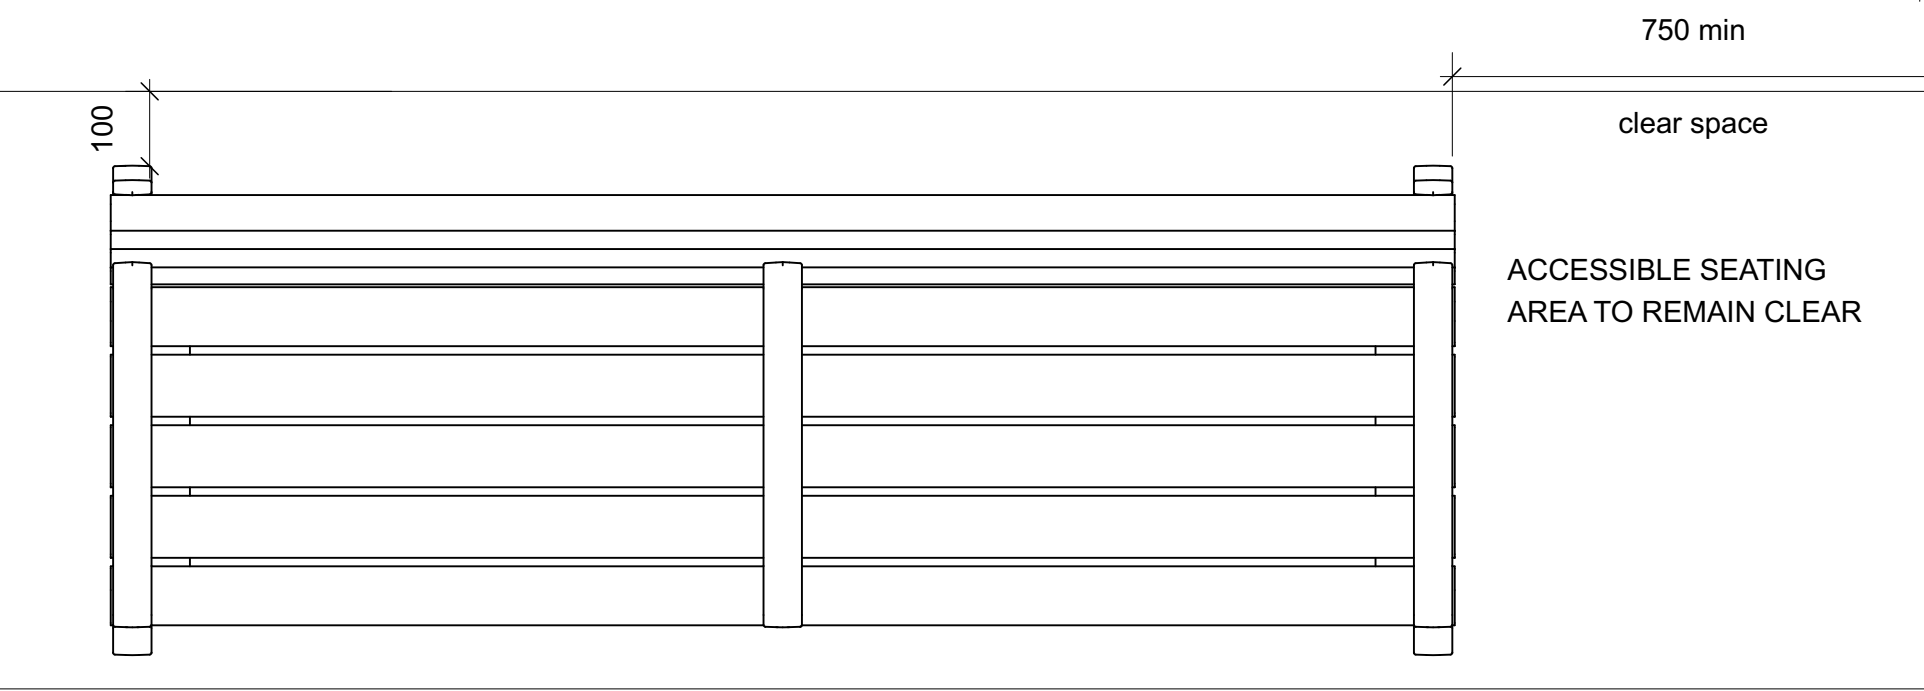 750 min
100
clear space
ACCESSIBLE SEATING
AREA TO REMAIN CLEAR